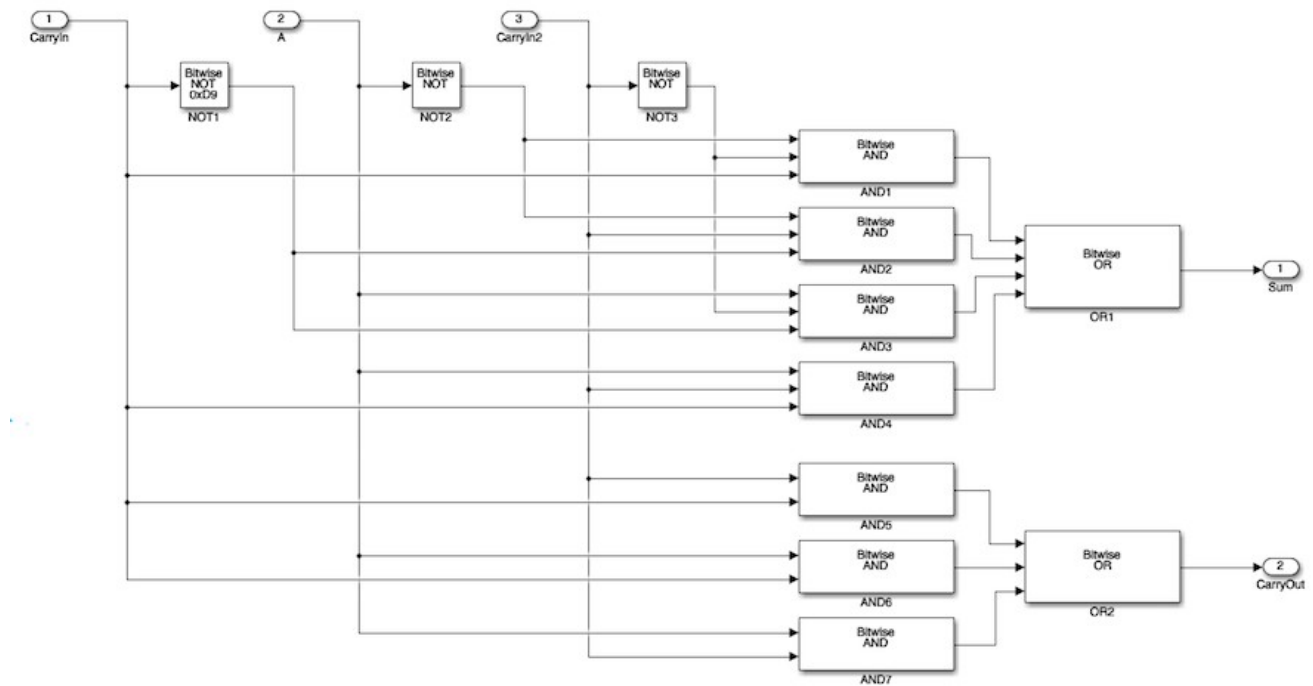 1
CarryIn
2
A
3
CarryIn2
Bitwise
NOT
0xD9
NOT1
Bitwise
NOT
NOT2
Bitwise
NOT
NOT3
Bitwise
AND
AND1
Bitwise
AND
AND2
Bitwise
AND
AND3
Bitwise
AND
AND4
Bitwise
OR
OR1
1
Sum
Bitwise
AND
AND5
Bitwise
AND
AND6
Bitwise
AND
AND7
Bitwise
OR
OR2
2
CarryOut